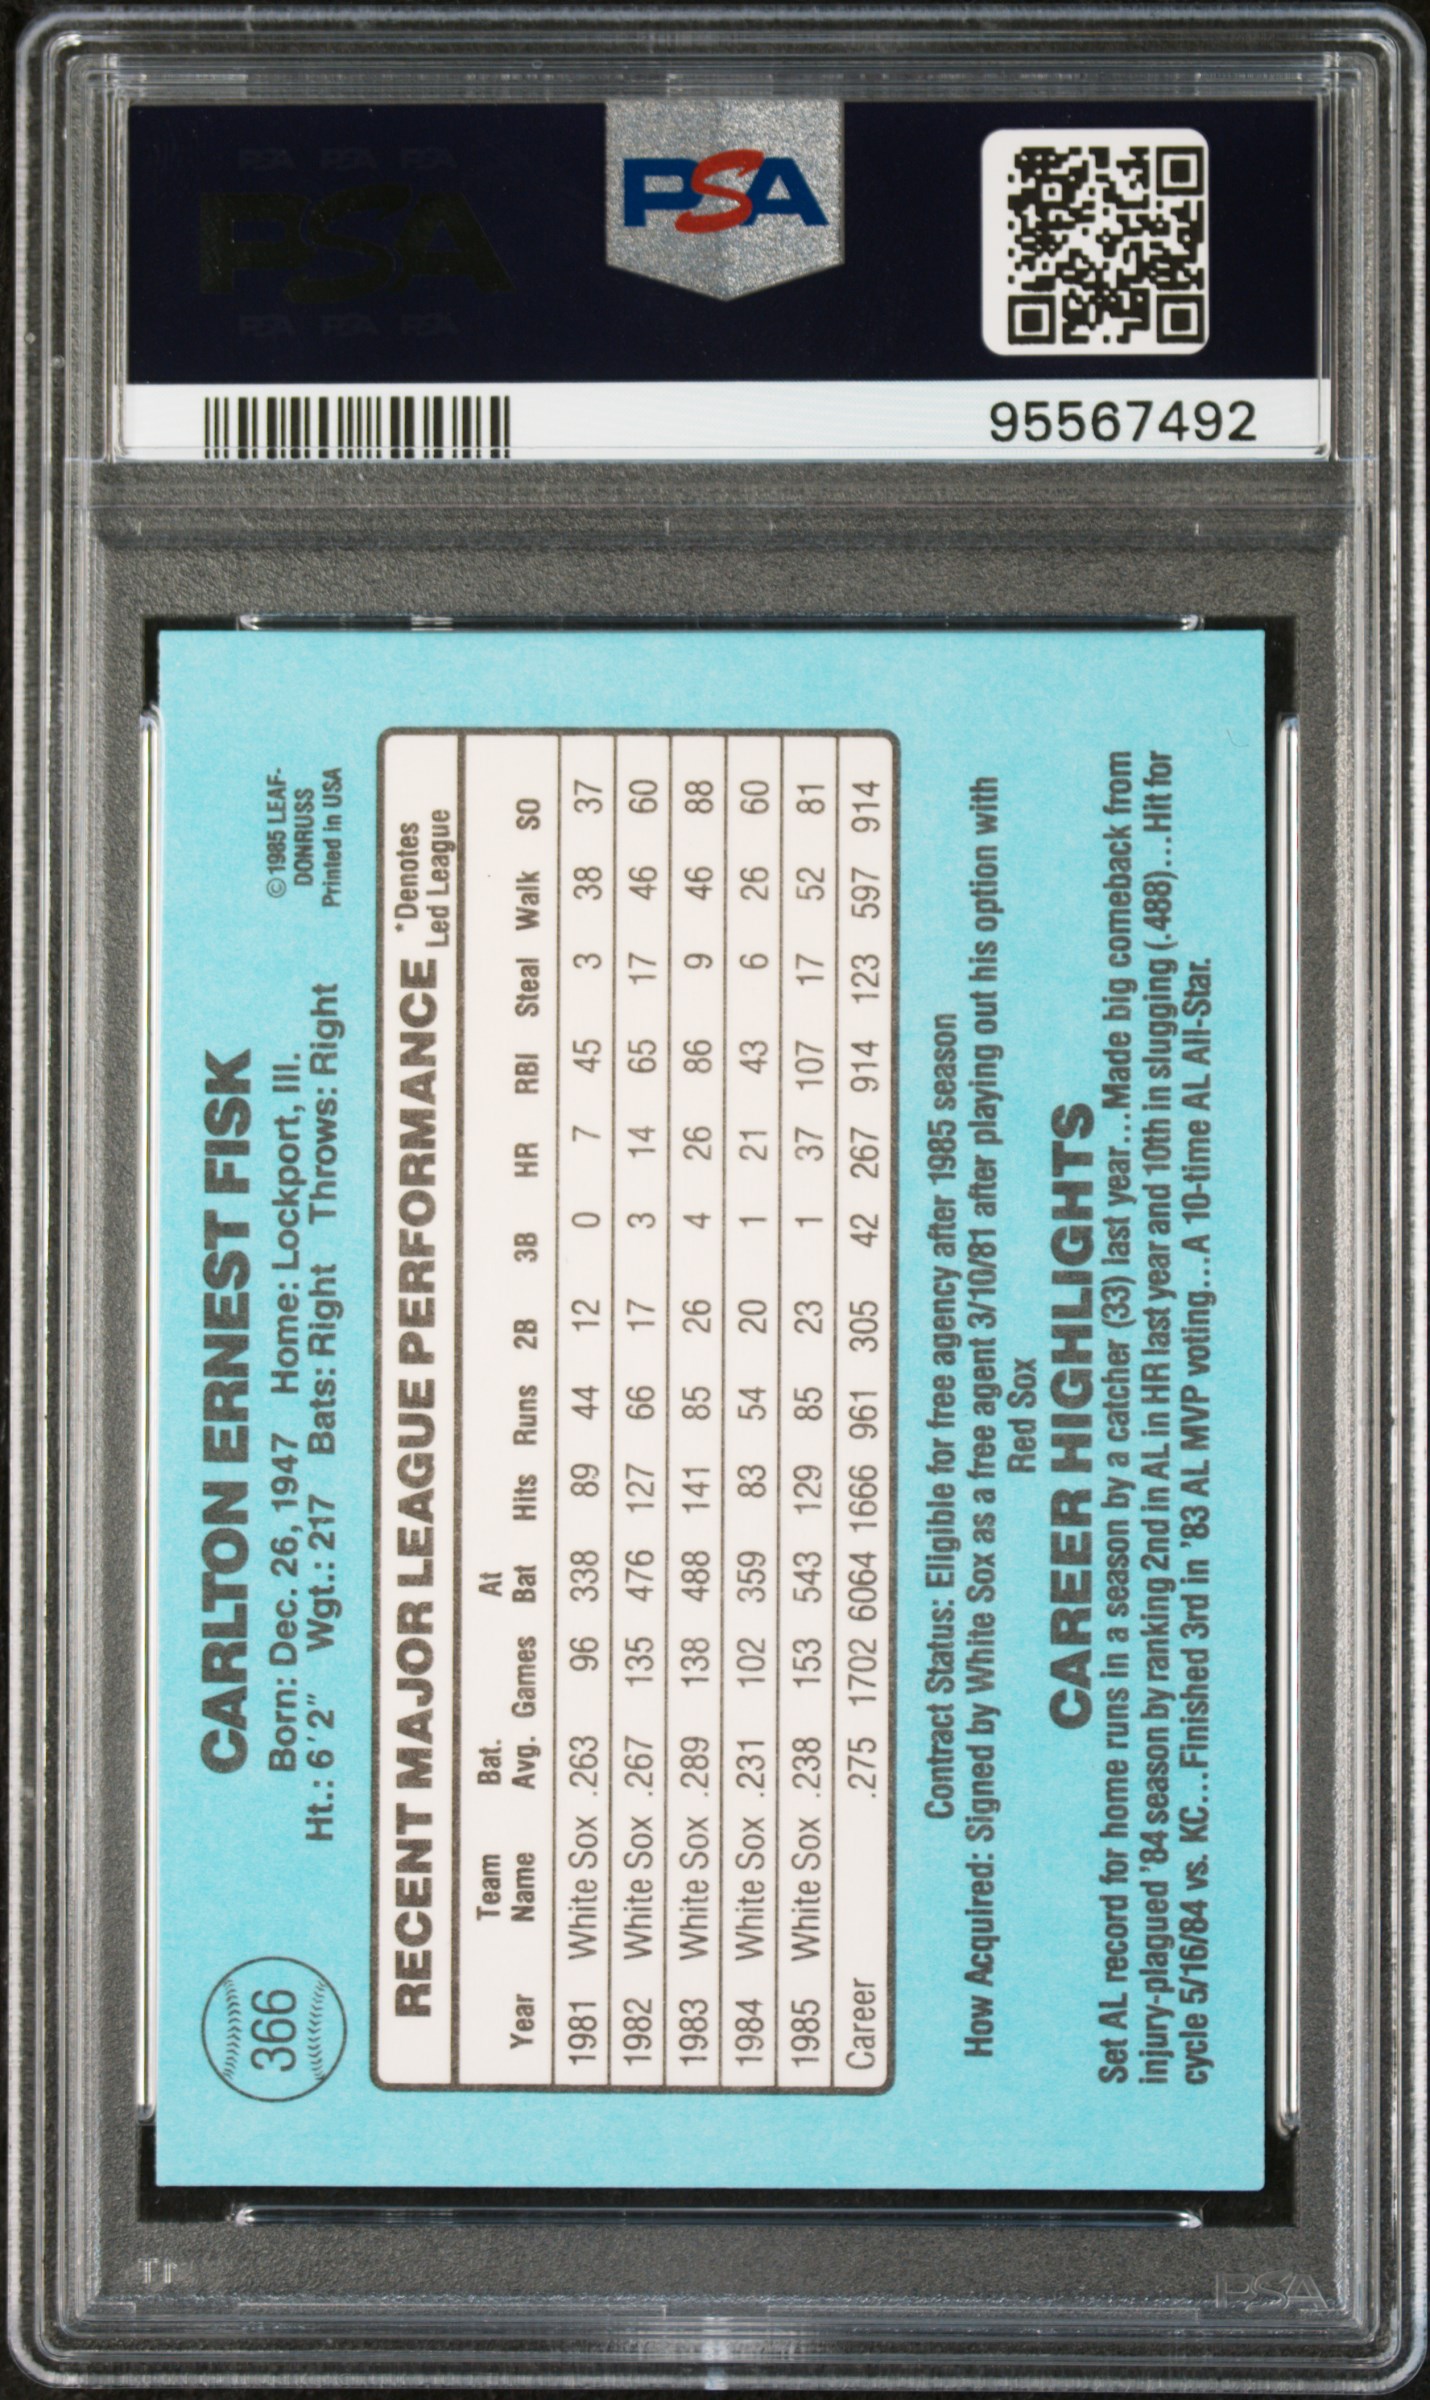 PSA PSA PSA
PSA
PSA PSA PSA
PSA
95567492
366
CARLTON ERNEST FISK
©1985 LEAF-
DONRUSS
Printed in USA
Born: Dec. 26, 1947 Home: Lockport, Ill.
Ht.: 6'2" Wgt.: 217 Bats: Right Throws: Right
RECENT MAJOR LEAGUE PERFORMANCE *Denotes
Led League
Year Team Name Bat. Avg. Games At Bat Hits Runs 2B 3B HR RBI Steal Walk SO
1981 White Sox .263 96 338 89 44 12 0 7 45 3 38 37
1982 White Sox .267 135 476 127 66 17 3 14 65 17 46 60
1983 White Sox .289 138 488 141 85 26 4 26 86 9 46 88
1984 White Sox .231 102 359 83 54 20 1 21 43 6 26 60
1985 White Sox .238 153 543 129 85 23 1 37 107 17 52 81
Career .275 1702 6064 1666 961 305 42 267 914 123 597 914
Contract Status: Eligible for free agency after 1985 season
How Acquired: Signed by White Sox as a free agent 3/10/81 after playing out his option with
Red Sox
CAREER HIGHLIGHTS
Set AL record for home runs in a season by a catcher (33) last year...Made big comeback from
injury-plagued '84 season by ranking 2nd in AL in HR last year and 10th in slugging (.488)...Hit for
cycle 5/16/84 vs. KC...Finished 3rd in '83 AL MVP voting...A 10-time AL All-Star.
PSA